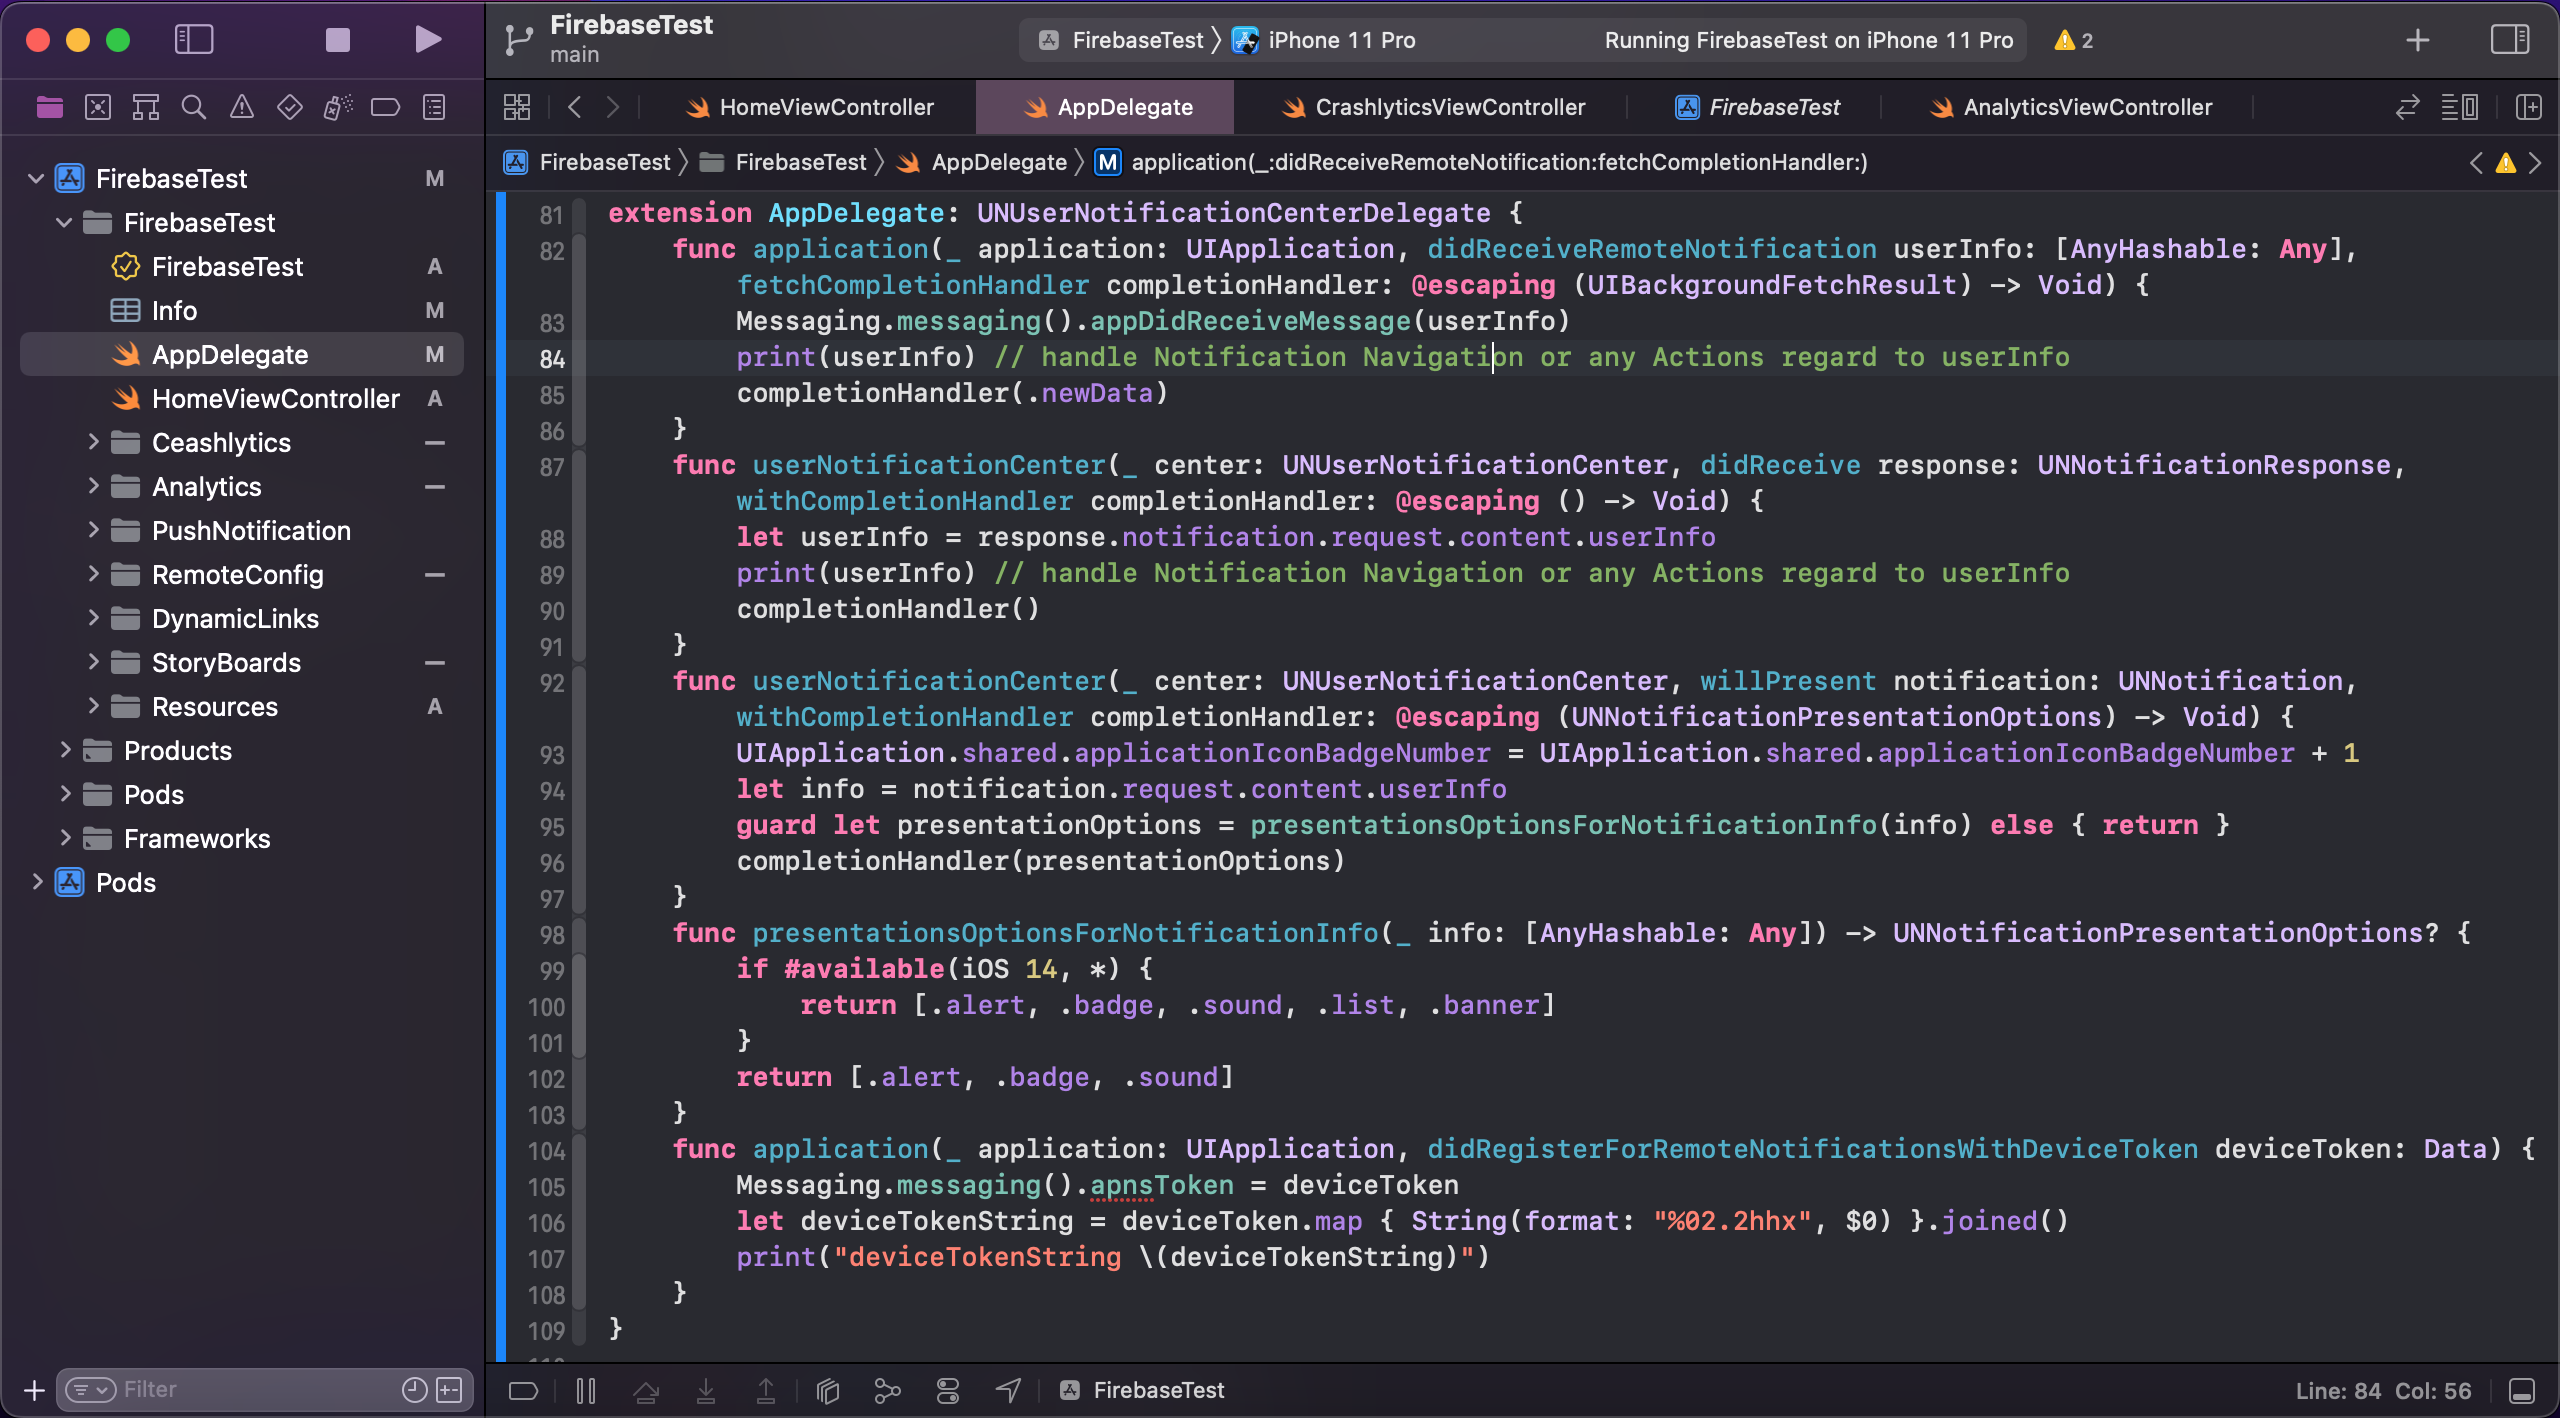 FirebaseTest
main
FirebaseTest 〉 iPhone 11 Pro
Running FirebaseTest on iPhone 11 Pro
2
HomeViewController
AppDelegate
CrashlyticsViewController
FirebaseTest
AnalyticsViewController
FirebaseTest 〉 FirebaseTest 〉 AppDelegate 〉 M application(_:didReceiveRemoteNotification:fetchCompletionHandler:)
FirebaseTest M
FirebaseTest
FirebaseTest A
Info M
AppDelegate M
HomeViewController A
Ceashlytics
Analytics
PushNotification
RemoteConfig
DynamicLinks
StoryBoards
Resources A
Products
Pods
Frameworks
Pods
Filter
81 extension AppDelegate: UNUserNotificationCenterDelegate {
82 func application(_ application: UIApplication, didReceiveRemoteNotification userInfo: [AnyHashable: Any],
fetchCompletionHandler completionHandler: @escaping (UIBackgroundFetchResult) -> Void) {
83 Messaging.messaging().appDidReceiveMessage(userInfo)
84 print(userInfo) // handle Notification Navigation or any Actions regard to userInfo
85 completionHandler(.newData)
86 }
87 func userNotificationCenter(_ center: UNUserNotificationCenter, didReceive response: UNNotificationResponse,
withCompletionHandler completionHandler: @escaping () -> Void) {
88 let userInfo = response.notification.request.content.userInfo
89 print(userInfo) // handle Notification Navigation or any Actions regard to userInfo
90 completionHandler()
91 }
92 func userNotificationCenter(_ center: UNUserNotificationCenter, willPresent notification: UNNotification,
withCompletionHandler completionHandler: @escaping (UNNotificationPresentationOptions) -> Void) {
93 UIApplication.shared.applicationIconBadgeNumber = UIApplication.shared.applicationIconBadgeNumber + 1
94 let info = notification.request.content.userInfo
95 guard let presentationOptions = presentationsOptionsForNotificationInfo(info) else { return }
96 completionHandler(presentationOptions)
97 }
98 func presentationsOptionsForNotificationInfo(_ info: [AnyHashable: Any]) -> UNNotificationPresentationOptions? {
99 if #available(iOS 14, *) {
100 return [.alert, .badge, .sound, .list, .banner]
101 }
102 return [.alert, .badge, .sound]
103 }
104 func application(_ application: UIApplication, didRegisterForRemoteNotificationsWithDeviceToken deviceToken: Data) {
105 Messaging.messaging().apnsToken = deviceToken
106 let deviceTokenString = deviceToken.map { String(format: "%02.2hhx", $0) }.joined()
107 print("deviceTokenString \(deviceTokenString)")
108 }
109 }
FirebaseTest
Line: 84 Col: 56